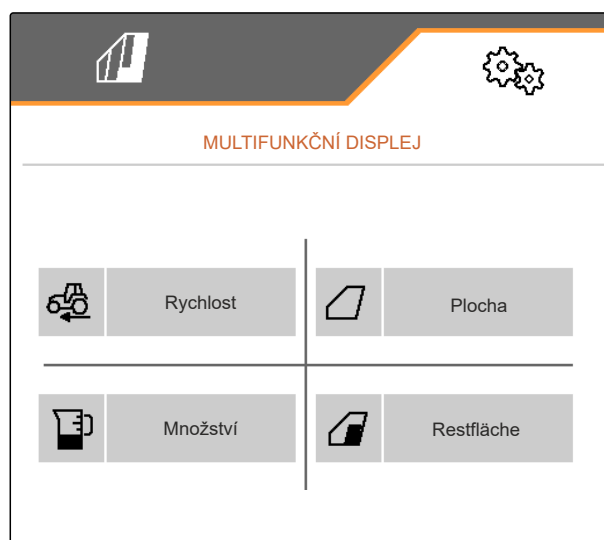 MULTIFUNKČNÍ DISPLEJ
Rychlost
Plocha
Množství
Restfläche